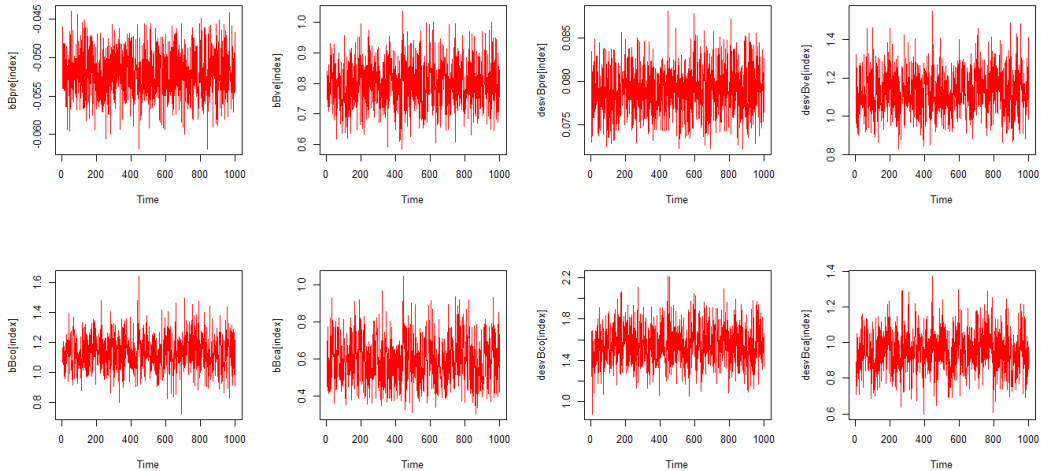 bBpre[index]
-0.045
-0.050
-0.055
-0.060
0 200 400 600 800 1000
Time
bBve[index]
1.0
0.9
0.8
0.7
0.6
0 200 400 600 800 1000
Time
desvBpre[index]
0.085
0.080
0.075
0 200 400 600 800 1000
Time
desvBve[index]
1.4
1.2
1.0
0.8
0 200 400 600 800 1000
Time
bBco[index]
1.6
1.4
1.2
1.0
0.8
0 200 400 600 800 1000
Time
bBca[index]
1.0
0.8
0.6
0.4
0 200 400 600 800 1000
Time
desvBco[index]
2.2
1.8
1.4
1.0
0 200 400 600 800 1000
Time
desvBca[index]
1.4
1.2
1.0
0.8
0.6
0 200 400 600 800 1000
Time